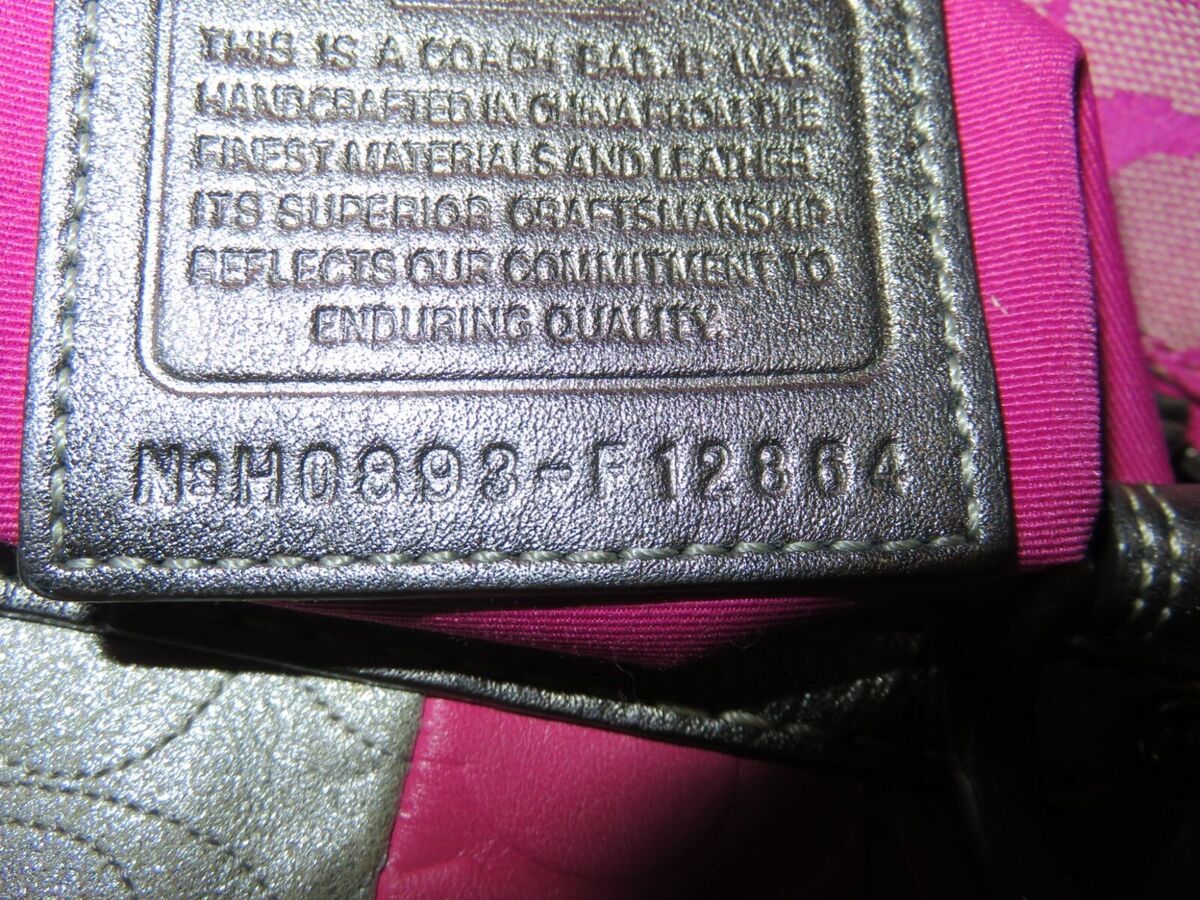 THIS IS A COACH BAG. IT WAS
HANDCRAFTED IN CHINA FROM THE
FINEST MATERIALS AND LEATHER.
ITS SUPERIOR CRAFTSMANSHIP
REFLECTS OUR COMMITMENT TO
ENDURING QUALITY.
No H0893-F12864